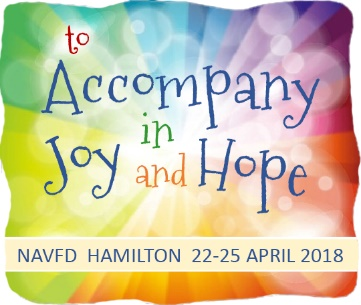 to
Accompany
in
Joy and Hope
NAVFD HAMILTON 22-25 APRIL 2018